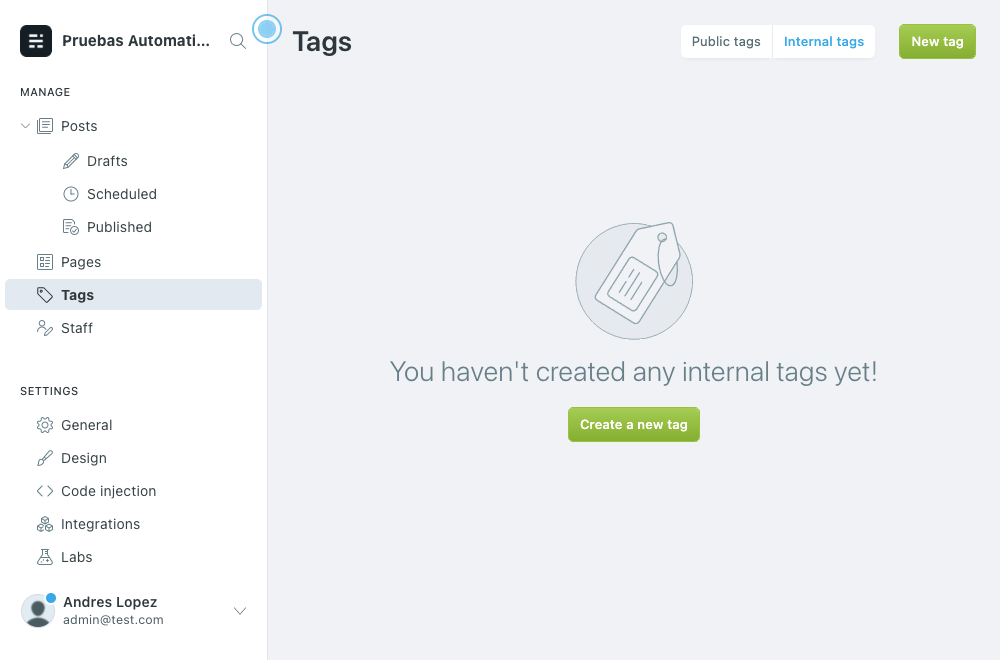 Pruebas Automati...
MANAGE
Posts
Drafts
Scheduled
Published
Pages
Tags
Staff
SETTINGS
General
Design
Code injection
Integrations
Labs
Andres Lopez
admin@test.com
Tags
Public tags
Internal tags
New tag
You haven't created any internal tags yet!
Create a new tag